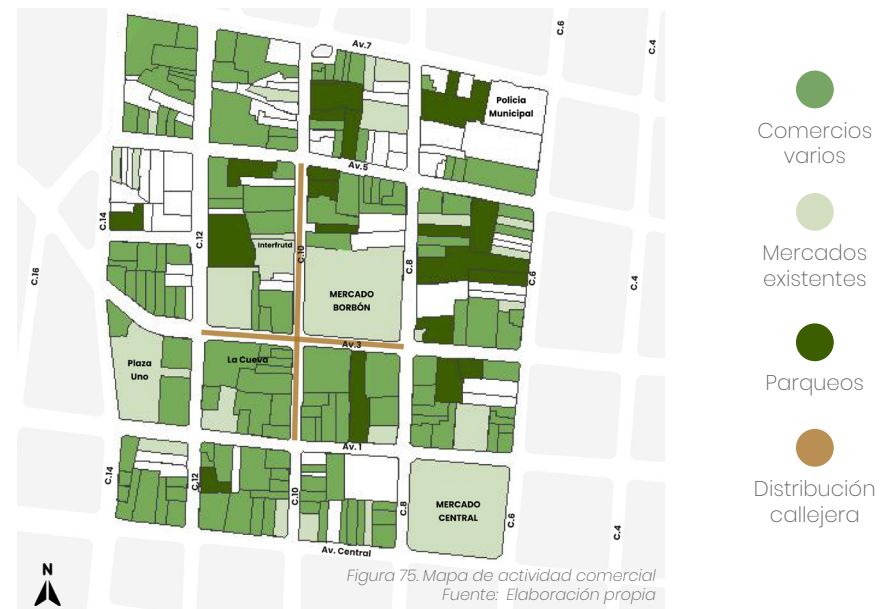 C.6
C.4
Av.7
Policia
Municipal
Comercios
varios
Av.5
C.14
C.12
Interfruta
C.10
C.8
C.6
C.4
C.16
Mercados
existentes
MERCADO
BORBÓN
Av.3
Plaza
Uno
La Cueva
Parqueos
Av. 1
C.14
C.12
C.10
C.8
MERCADO
CENTRAL
C.6
C.4
Distribución
callejera
Av. Central
N
Figura 75. Mapa de actividad comercial
Fuente: Elaboración propia